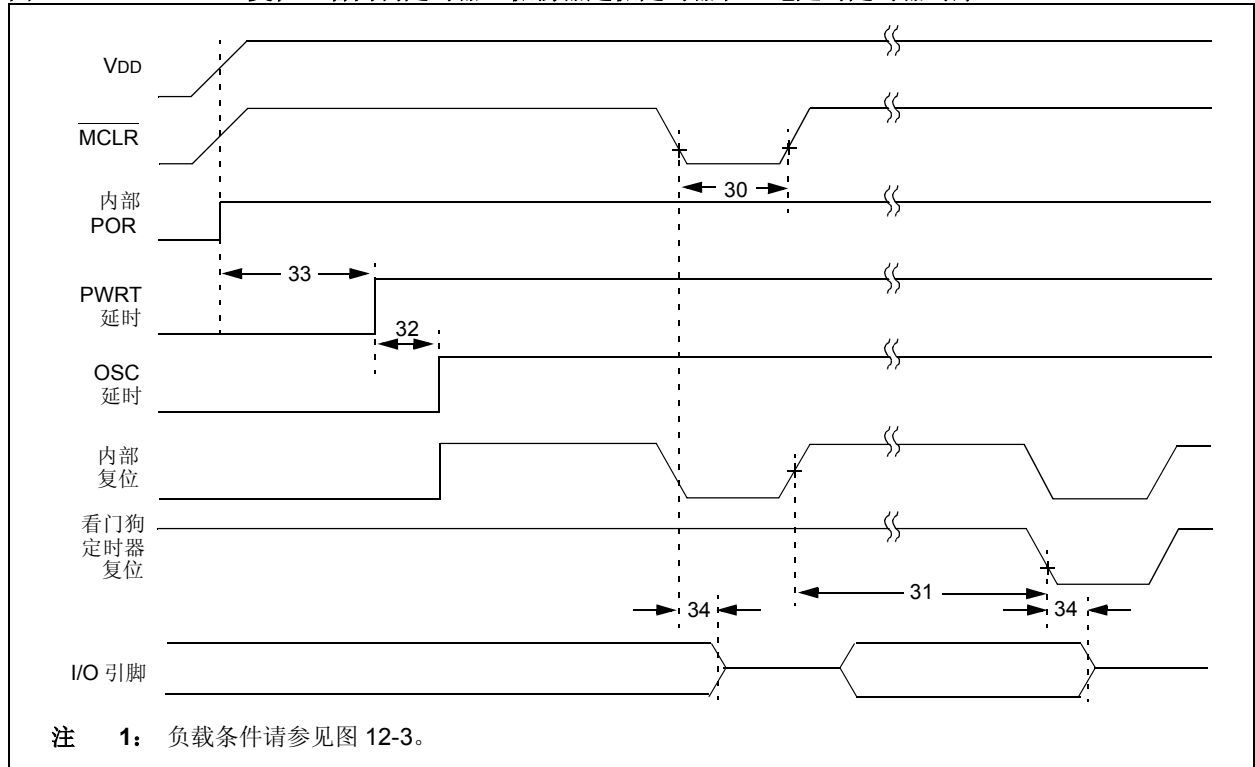 VDD
MCLR
内部
POR
30
33
PWRT
延时
32
OSC
延时
内部
复位
看门狗
定时器
复位
31
34
34
I/O 引脚
注 1： 负载条件请参见图 12-3。